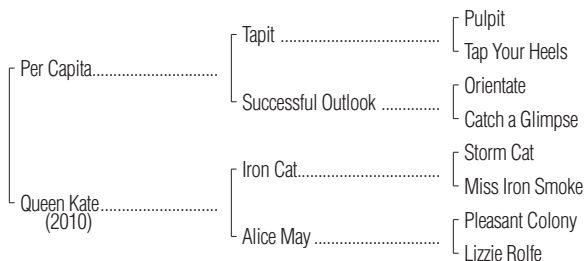 Pulpit
Tapit
Tap Your Heels
Per Capita
Orientate
Successful Outlook
Catch a Glimpse
Storm Cat
Iron Cat
Miss Iron Smoke
Queen Kate
(2010)
Pleasant Colony
Alice May
Lizzie Rolfe